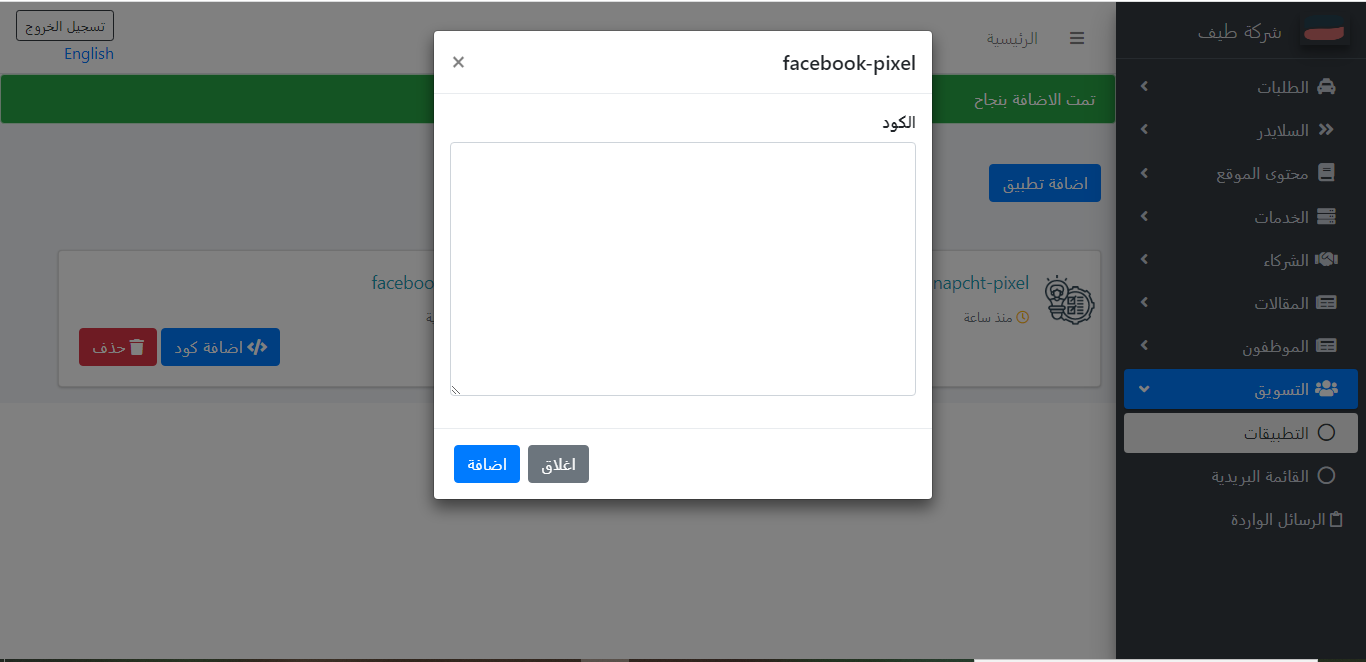 شركة طيف
الطلبات
السلايدر
محتوى الموقع
الخدمات
الشركاء
المقالات
الموظفون
التسويق
التطبيقات
القائمة البريدية
الرسائل الواردة
الرئيسية
تسجيل الخروج
English
تمت الاضافة بنجاح
اضافة تطبيق
napcht-pixel
منذ ساعة
faceboo
اضافة كود
حذف
facebook-pixel
×
الكود
اغلاق
اضافة